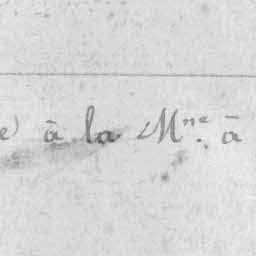 e à la Mne. à